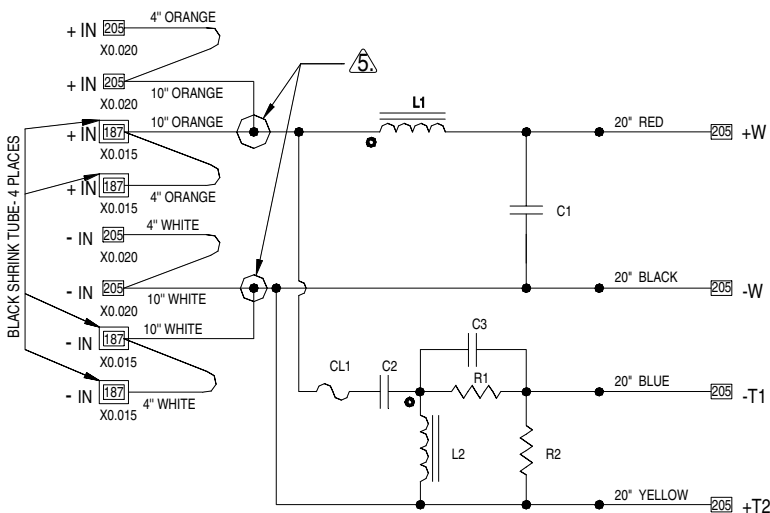 + IN 205 4" ORANGE
X0.020
+ IN 205 10" ORANGE
X0.020
5.
10" ORANGE
+ IN 187
X0.015
+ IN 187 4" ORANGE
X0.015
4" WHITE
- IN 205
X0.020
- IN 205 10" WHITE
X0.020
10" WHITE
- IN 187
X0.015
- IN 187 4" WHITE
X0.015
BLACK SHRINK TUBE- 4 PLACES
L1
20" RED 205 +W
C1
20" BLACK 205 -W
C3
CL1 C2 R1 20" BLUE 205 -T1
L2 R2
20" YELLOW 205 +T2